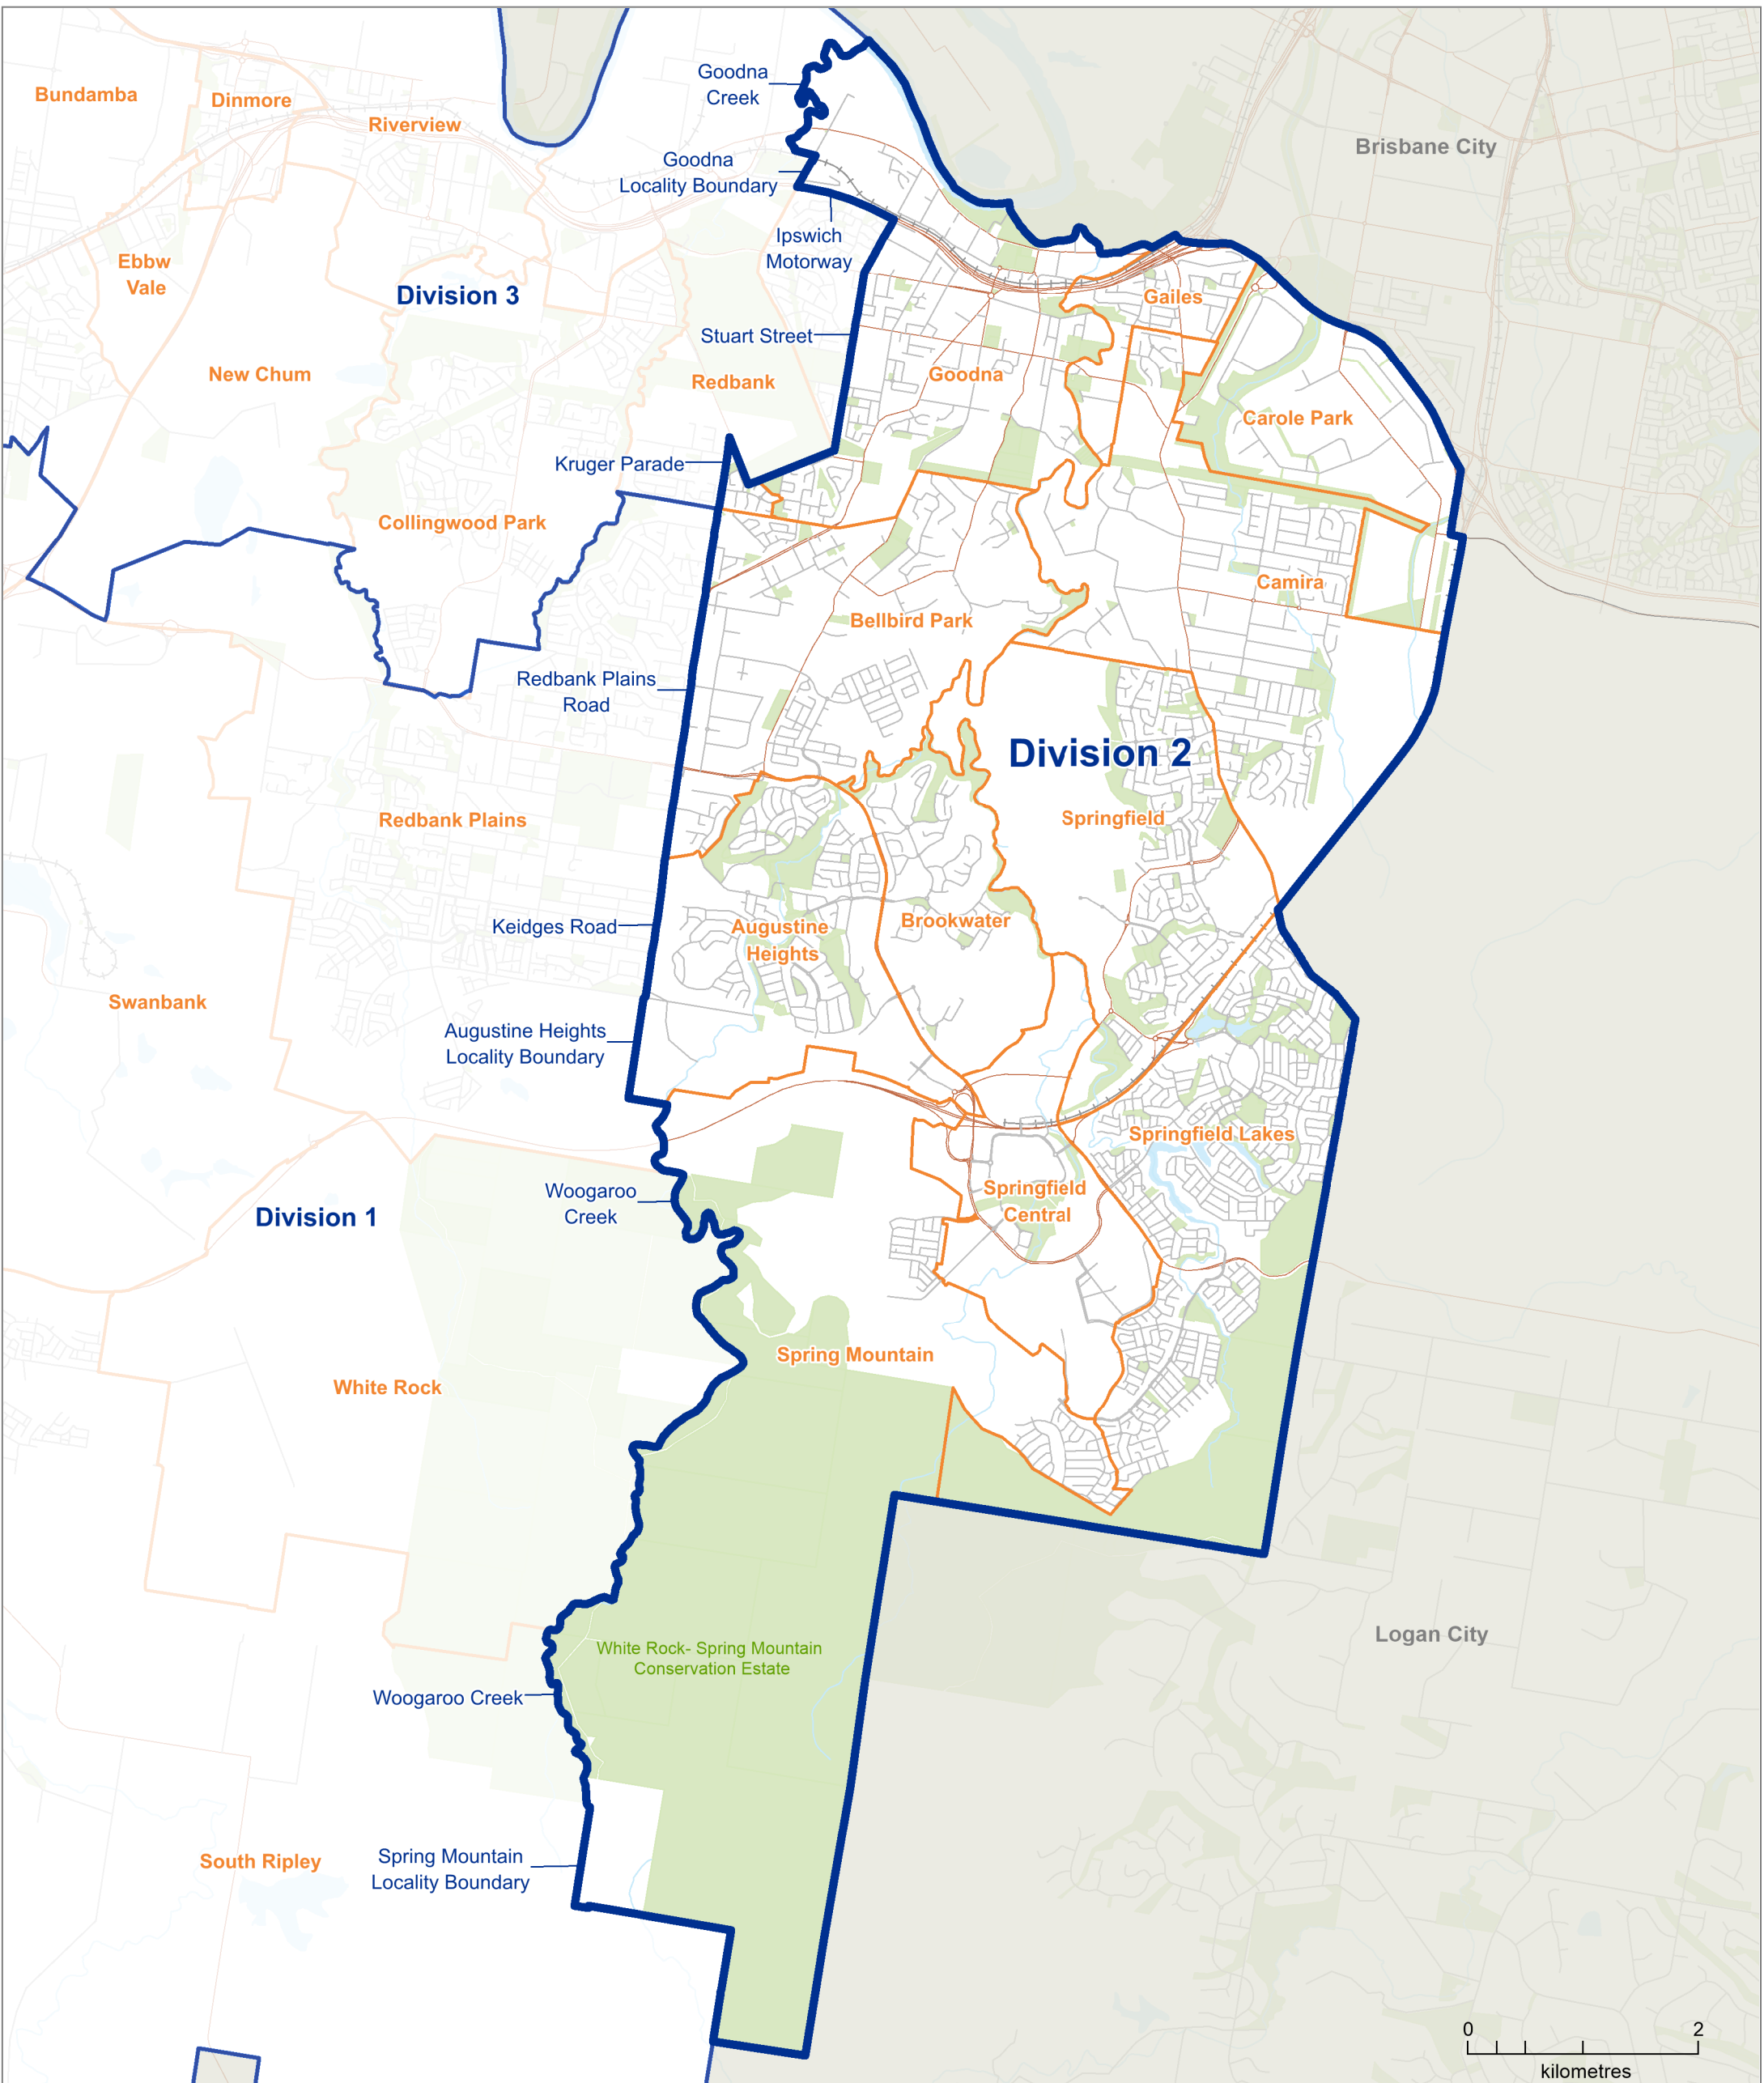 Goodna
Creek
Bundamba
Dinmore
Riverview
Brisbane City
Goodna
Locality Boundary
Ipswich
Motorway
Ebbw
Vale
Division 3
Gailes
Stuart Street
New Chum
Redbank
Goodna
Carole Park
Kruger Parade
Collingwood Park
Camira
Bellbird Park
Redbank Plains
Road
Division 2
Redbank Plains
Springfield
Keidges Road
Augustine
Heights
Brookwater
Swanbank
Augustine Heights
Locality Boundary
Springfield Lakes
Woogaroo
Creek
Springfield
Central
Division 1
Spring Mountain
White Rock
White Rock- Spring Mountain
Conservation Estate
Logan City
Woogaroo Creek
South Ripley
Spring Mountain
Locality Boundary
0 2
kilometres